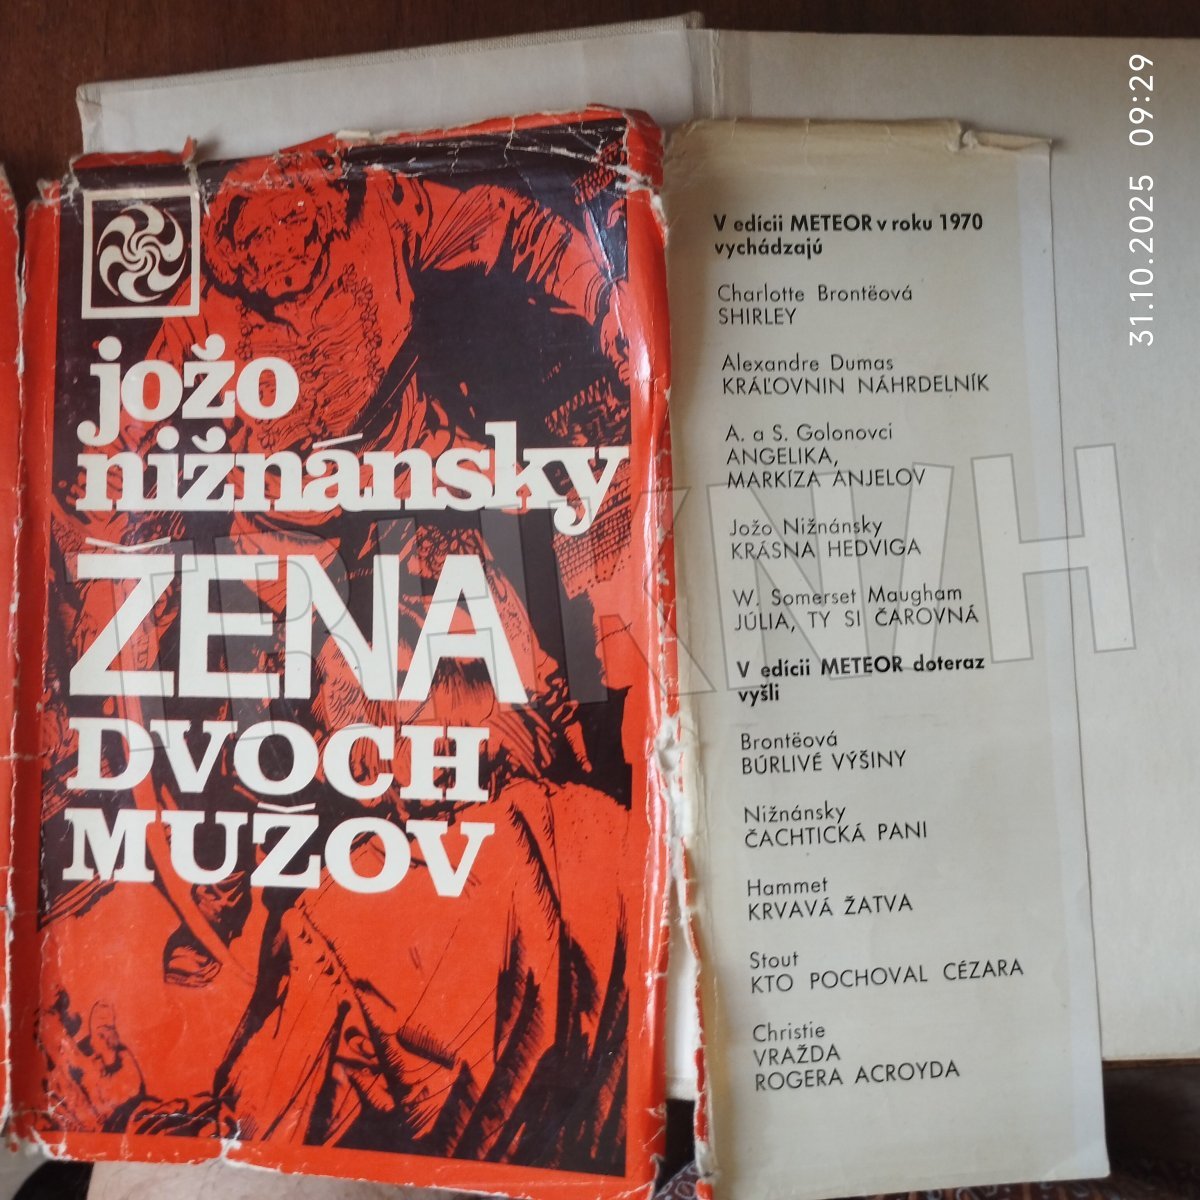 jožo
nižnánsky
ŽENA
DVOCH
MUŽOV
V edícii METEOR v roku 1970
vychádzajú
Charlotte Brontëová
SHIRLEY
Alexandre Dumas
KRÁĽOVNIN NÁHRDELNÍK
A. a S. Golonovci
ANGELIKA,
MARKÍZA ANJELOV
Jožo Nižnánsky
KRÁSNA HEDVIGA
W. Somerset Maugham
JÚLIA, TY SI ČAROVNÁ
V edícii METEOR doteraz
vyšli
Brontëová
BÚRLIVÉ VÝŠINY
Nižnánsky
ČACHTICKÁ PANI
Hammet
KRVAVÁ ŽATVA
Stout
KTO POCHOVAL CÉZARA
Christie
VRAŽDA
ROGERA ACROYDA
31.10.2025 09:29